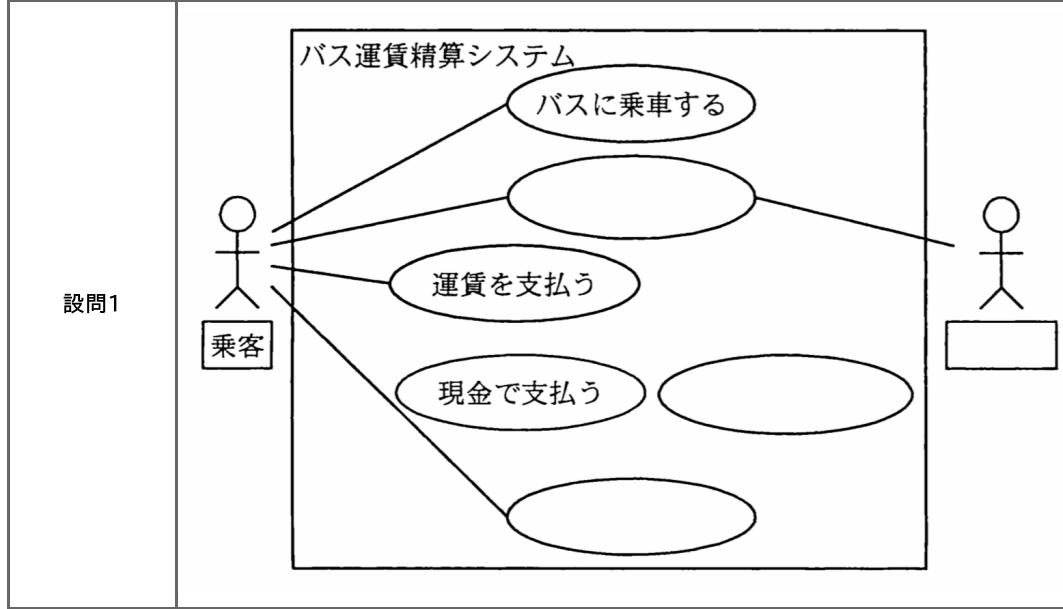 設問1
バス運賃精算システム
バスに乗車する
運賃を支払う
乗客
現金で支払う